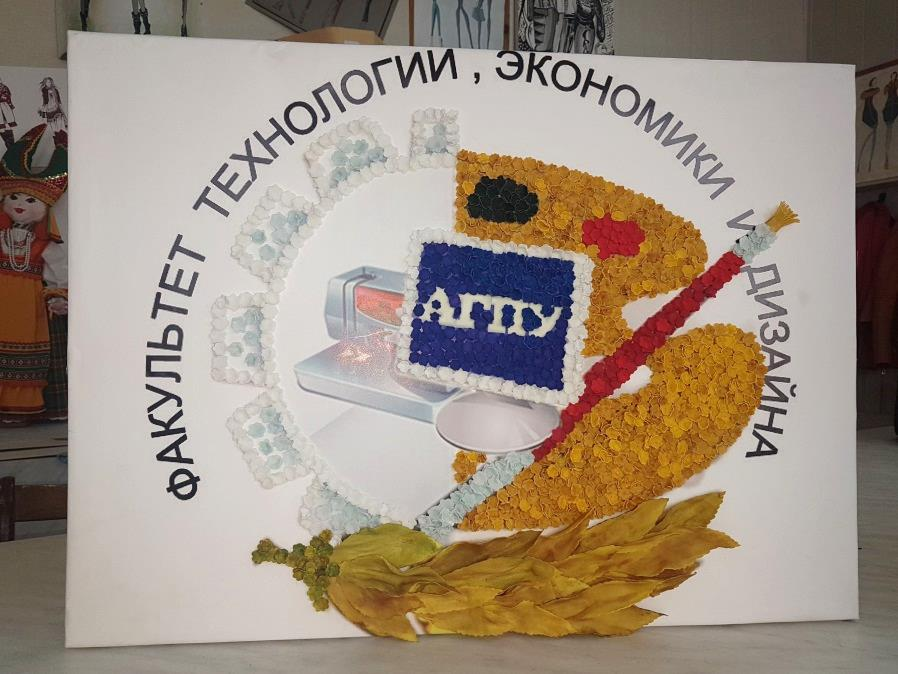 ФАКУЛЬТЕТ ТЕХНОЛОГИИ , ЭКОНОМИКИ И ДИЗАЙНА
АГПУ